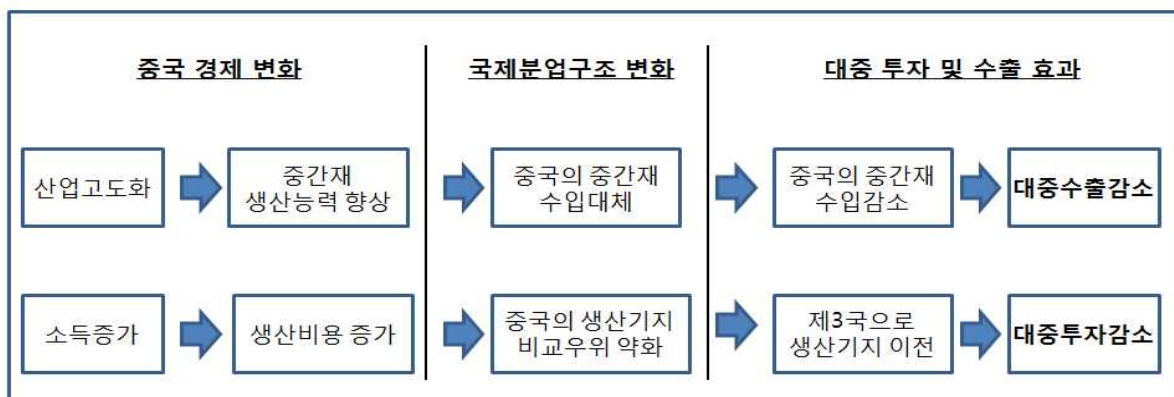 중국 경제 변화
국제분업구조 변화
대중 투자 및 수출 효과
산업고도화
중간재
생산능력 향상
중국의 중간재
수입대체
중국의 중간재
수입감소
대중수출감소
소득증가
생산비용 증가
중국의 생산기지
비교우위 약화
제3국으로
생산기지 이전
대중투자감소